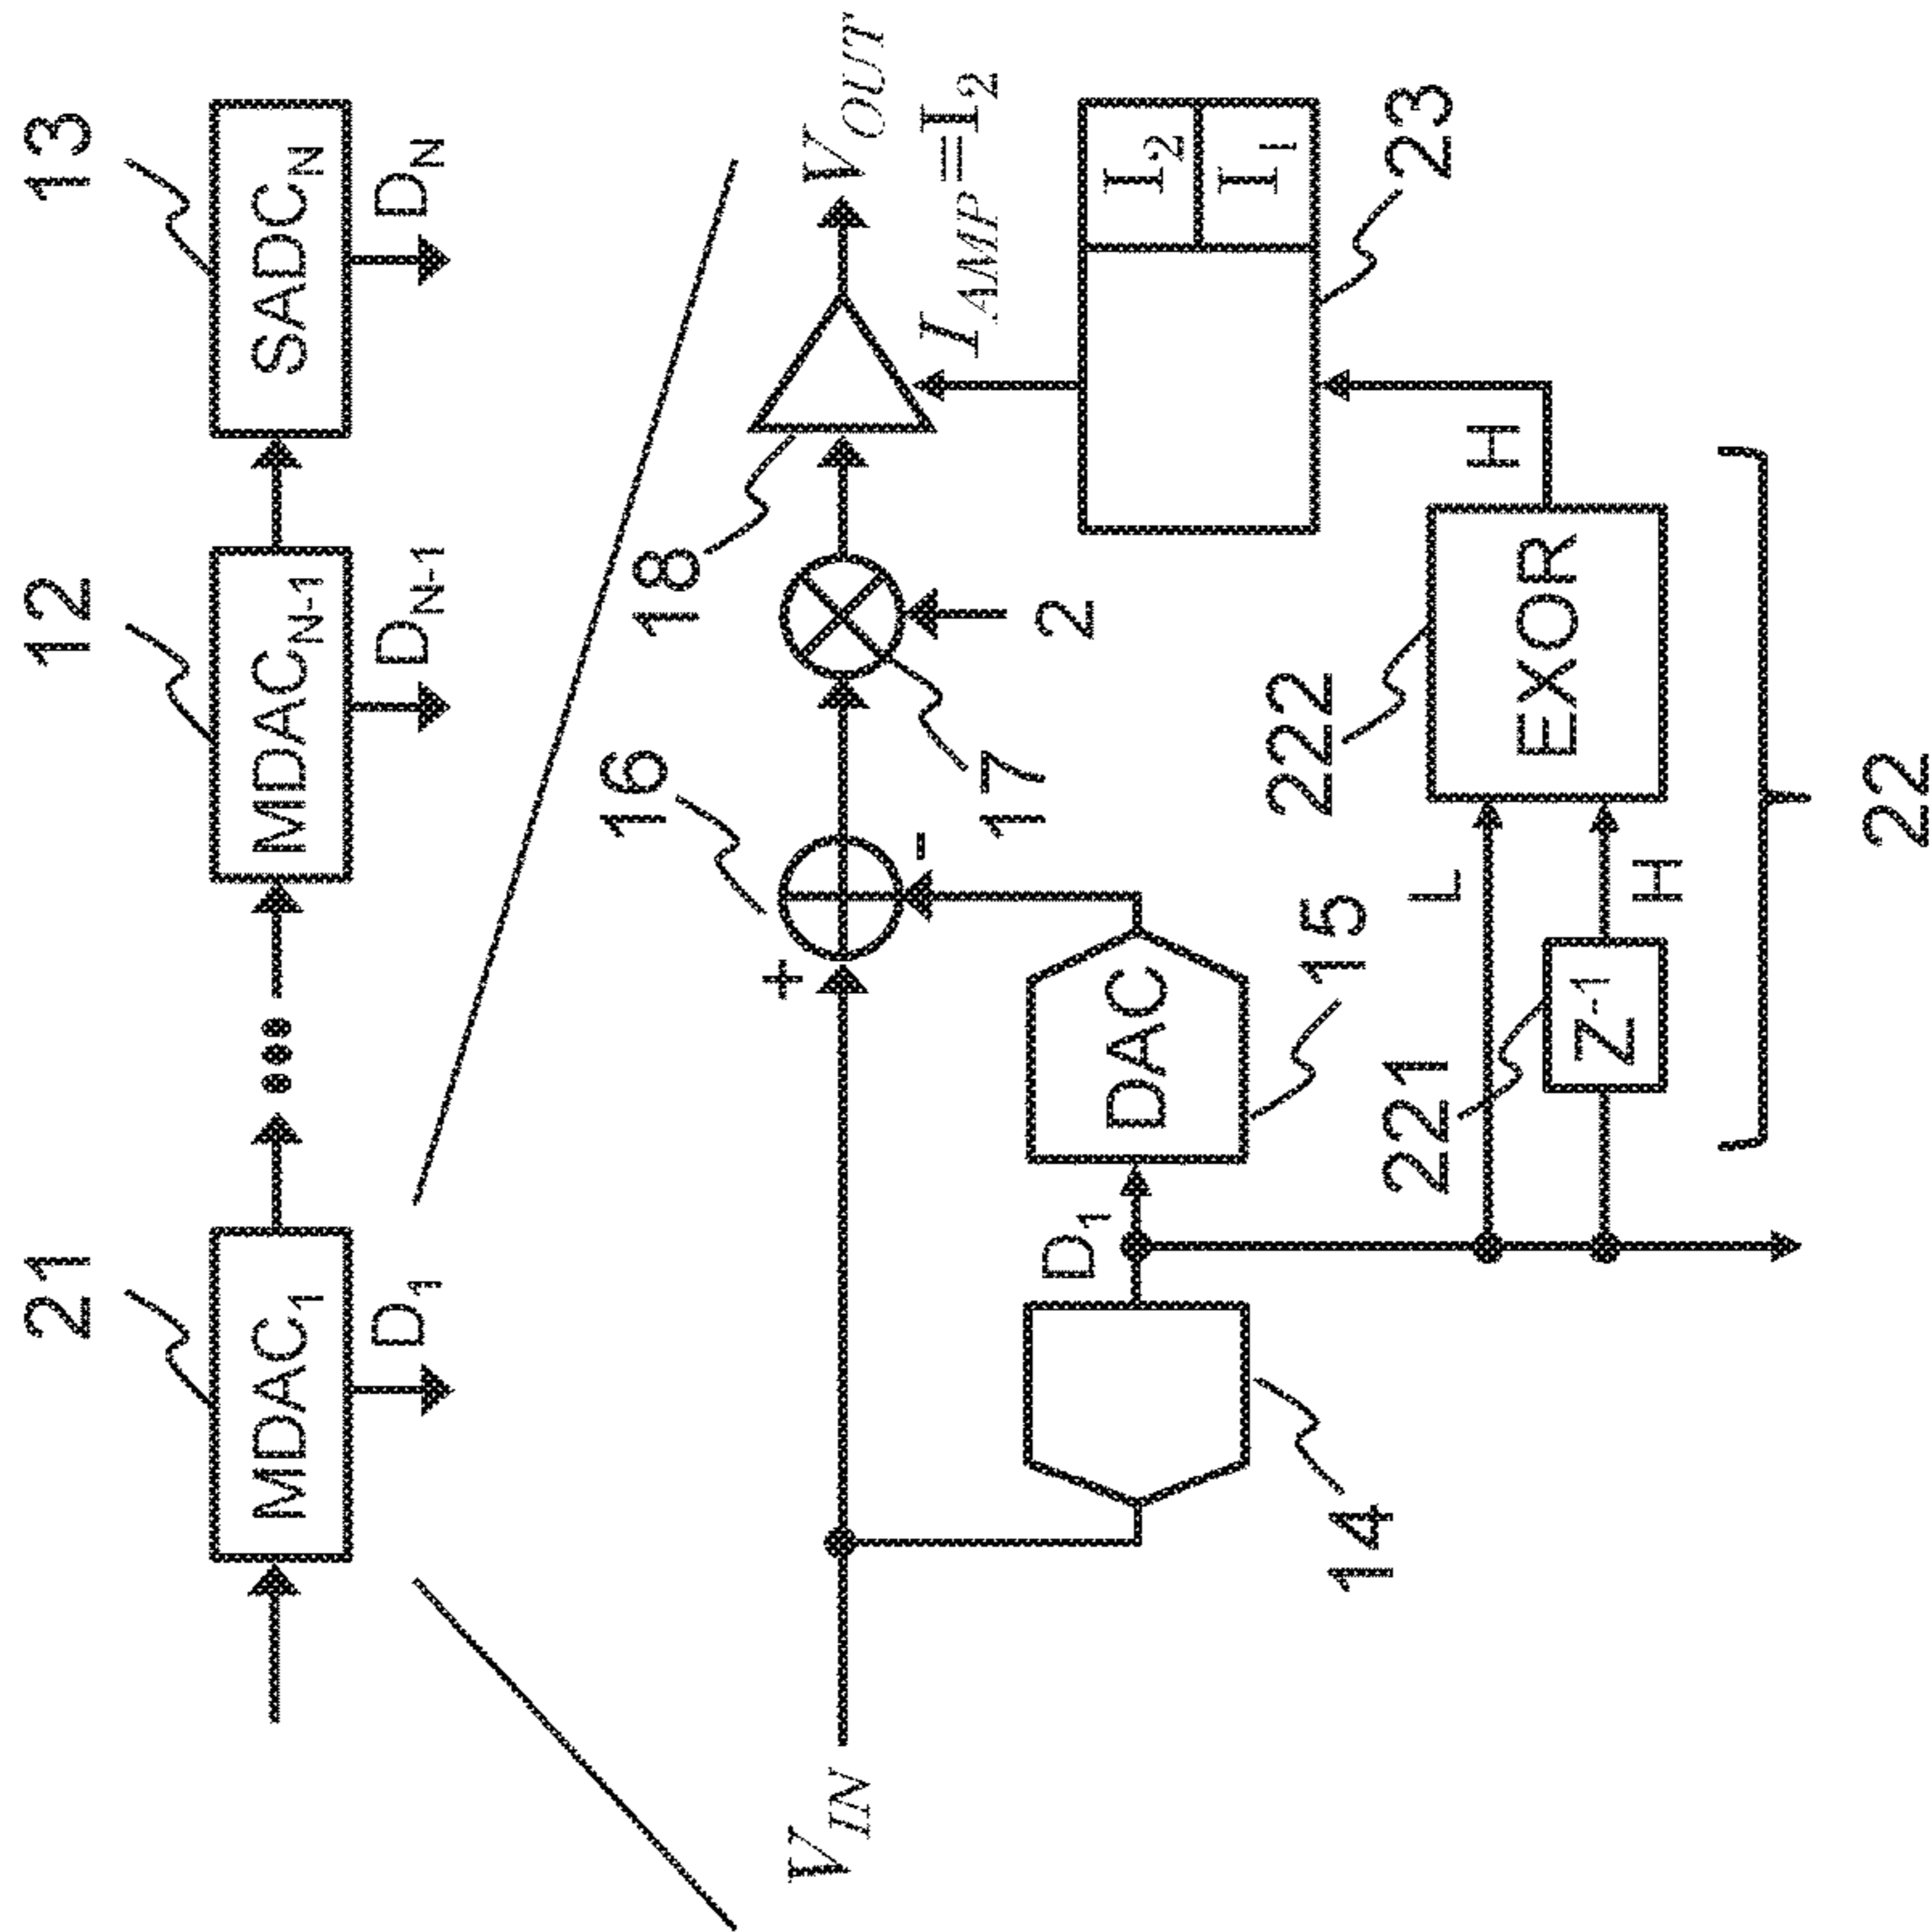 21
12
13
MDAC1
MDACN-1
SADCN
D1
DN-1
DN
VIN
+
16
-
17
2
18
VOUT
IAMP=I2
14
D1
DAC
15
I2
I1
23
221
Z-1
L
H
222
EXOR
H
22